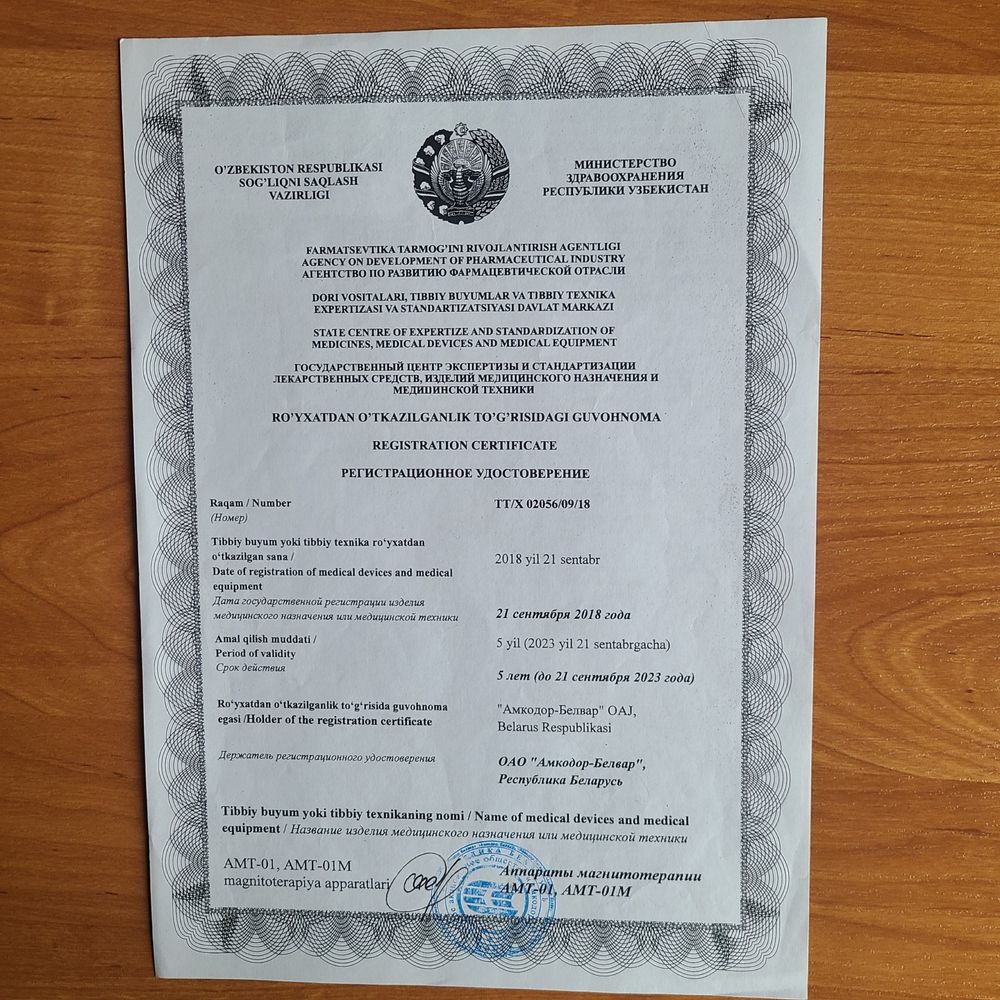 O'ZBEKISTON RESPUBLIKASI
SOG'LIQNI SAQLASH
VAZIRLIGI
МИНИСТЕРСТВО
ЗДРАВООХРАНЕНИЯ
РЕСПУБЛИКИ УЗБЕКИСТАН
FARMATSEVTIKA TARMOG'INI RIVOJLANTIRISH AGENTLIGI
AGENCY ON DEVELOPMENT OF PHARMACEUTICAL INDUSTRY
АГЕНТСТВО ПО РАЗВИТИЮ ФАРМАЦЕВТИЧЕСКОЙ ОТРАСЛИ
DORI VOSITALARI, TIBBIY BUYUMLAR VA TIBBIY TEXNIKA
EXPERTIZASI VA STANDARTIZATSIYASI DAVLAT MARKAZI
STATE CENTRE OF EXPERTIZE AND STANDARDIZATION OF
MEDICINES, MEDICAL DEVICES AND MEDICAL EQUIPMENT
ГОСУДАРСТВЕННЫЙ ЦЕНТР ЭКСПЕРТИЗЫ И СТАНДАРТИЗАЦИИ
ЛЕКАРСТВЕННЫХ СРЕДСТВ, ИЗДЕЛИЙ МЕДИЦИНСКОГО НАЗНАЧЕНИЯ И
МЕДИЦИНСКОЙ ТЕХНИКИ
RO'YXATDAN O'TKAZILGANLIK TO'G'RISIDAGI GUVOHNOMA
REGISTRATION CERTIFICATE
РЕГИСТРАЦИОННОЕ УДОСТОВЕРЕНИЕ
Raqam / Number
(Номер)
TT/X 02056/09/18
Tibbiy buyum yoki tibbiy texnika ro'yxatdan
o'tkazilgan sana /
Date of registration of medical devices and medical
equipment
Дата государственной регистрации изделия
медицинского назначения или медицинской техники
2018 yil 21 sentabr
21 сентября 2018 года
Amal qilish muddati /
Period of validity
Срок действия
5 yil (2023 yil 21 sentabrgacha)
5 лет (до 21 сентября 2023 года)
Ro'yxatdan o'tkazilganlik to'g'risida guvohnoma
egasi /Holder of the registration certificate
Держатель регистрационного удостоверения
"Амкодор-Белвар" OAJ,
Belarus Respublikasi
ОАО "Амкодор-Белвар",
Республика Беларусь
Tibbiy buyum yoki tibbiy texnikaning nomi / Name of medical devices and medical
equipment / Название изделия медицинского назначения или медицинской техники
АМТ-01, АМТ-01М
magnitoterapiya apparatlari
Аппараты магнитотерапии
АМТ-01, АМТ-01М